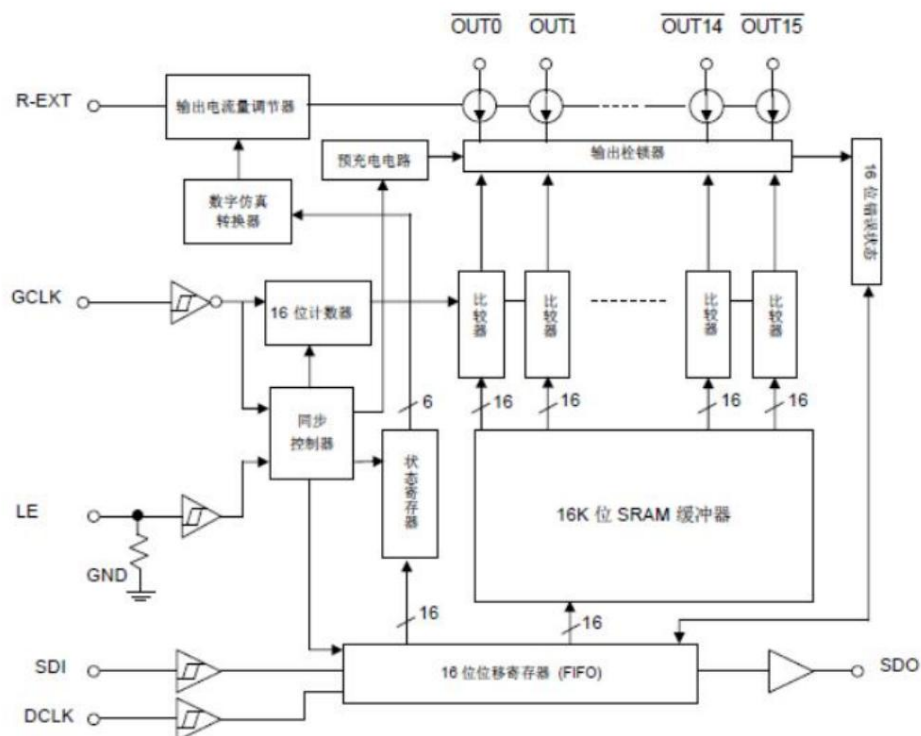 OUT0 OUT1 OUT14 OUT15
R-EXT
输出电流量调节器
预充电电路
输出栓锁器
16 位错误状态
数字仿真
转换器
GCLK
16 位计数器
比较器
比较器
比较器
比较器
6
16
16
16
16
同步
控制器
状态寄存器
16K 位 SRAM 缓冲器
LE
GND
16
16
SDI
16 位位移寄存器 (FIFO)
SDO
DCLK